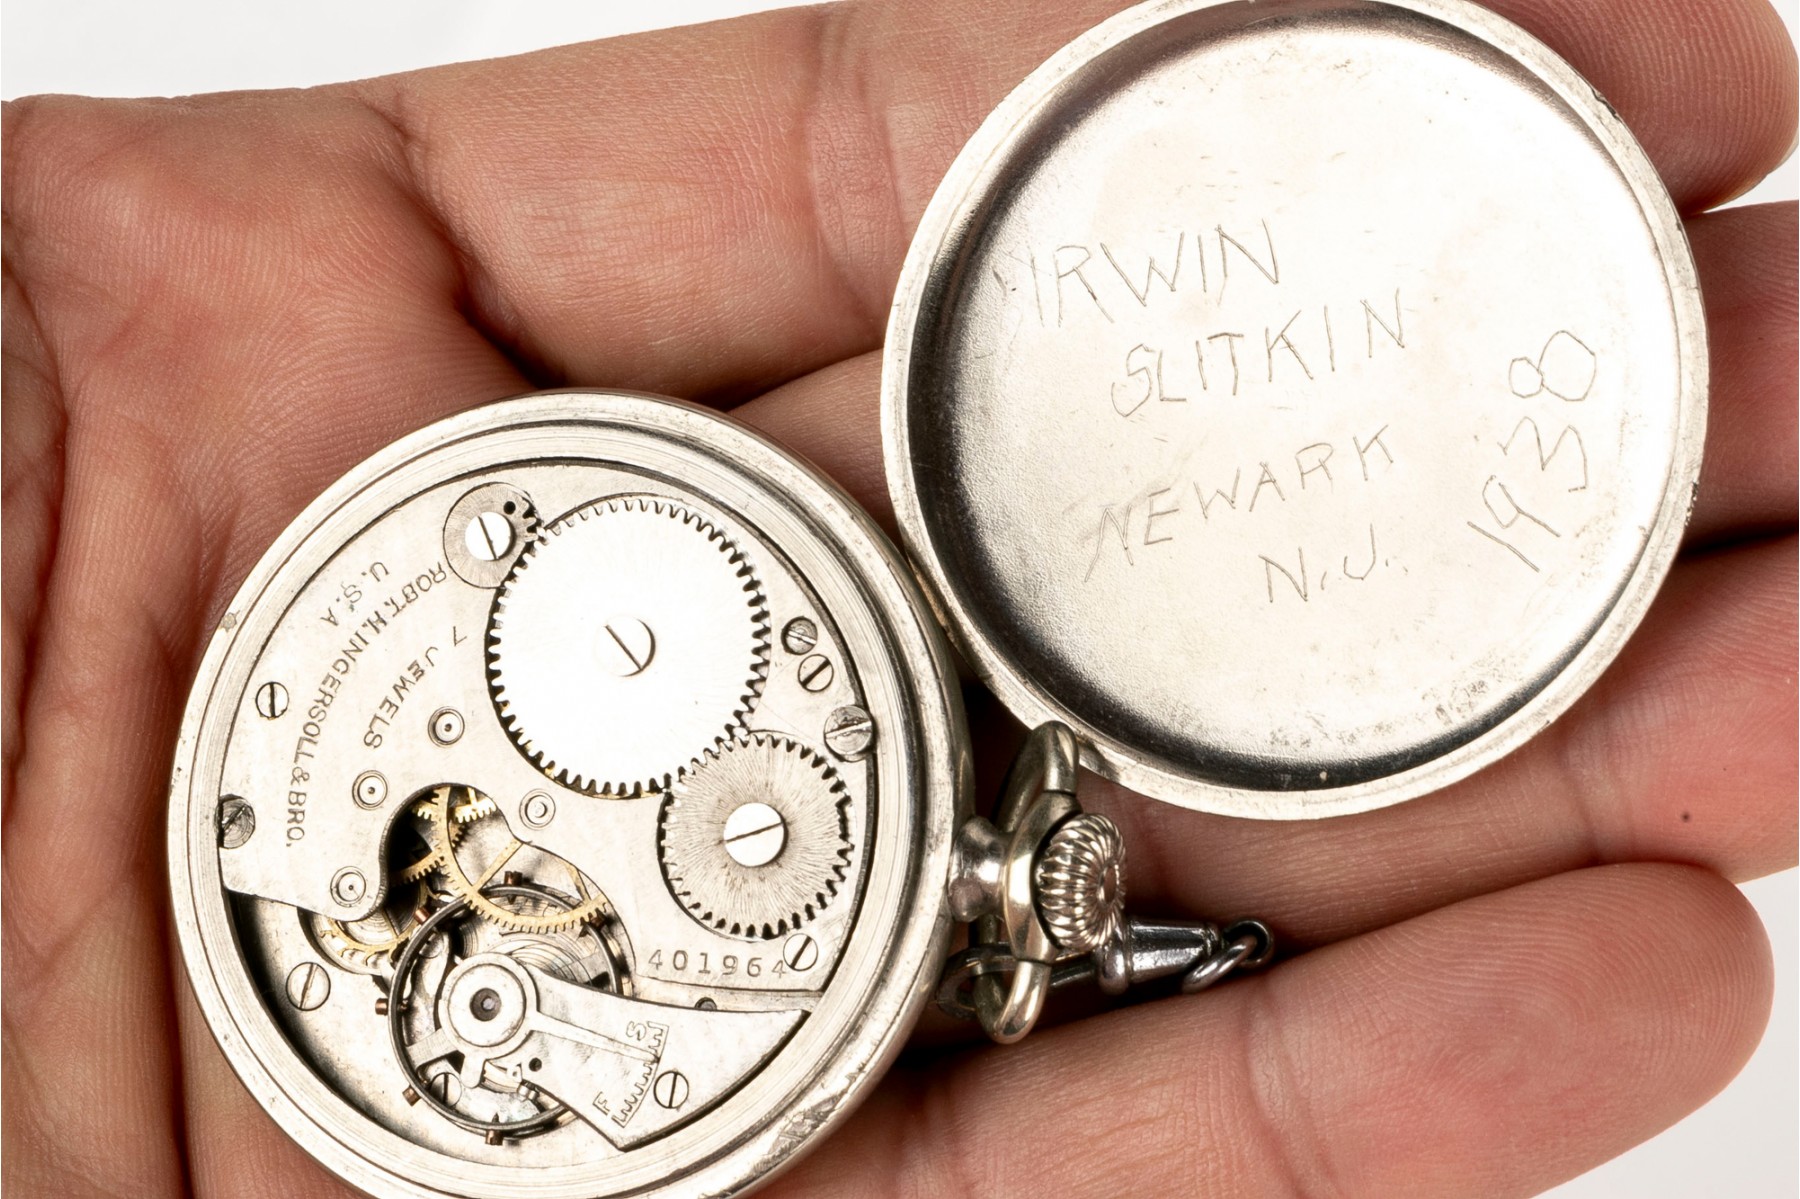 ROBT. H. INGERSOLL & BRO.
U.S.A
7 JEWELS
401964
S
F
IRWIN
SLITKIN
NEWARK
N.J.
1938